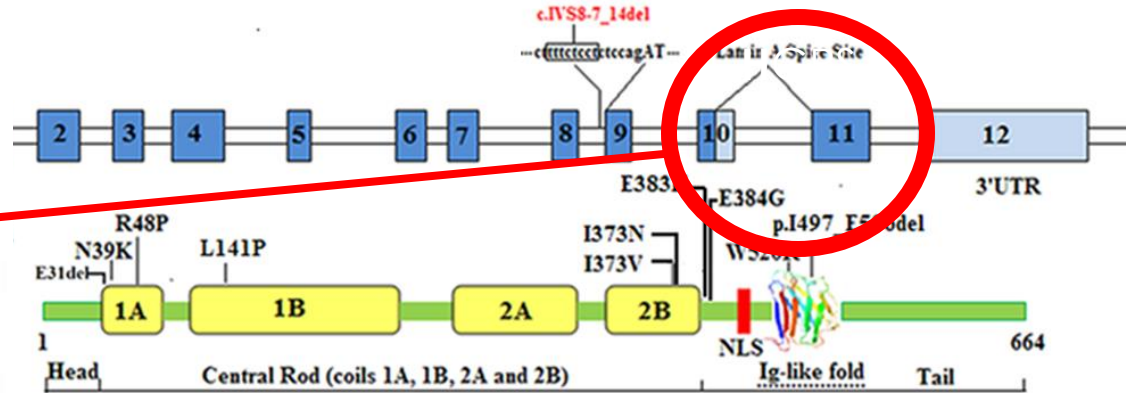 c.IVS8-7_14del
···ctttctcctctccagAT···
Lamin A Spice Site
2 3 4 5 6 7 8 9 10 11 12
3'UTR
E384G
R48P
N39K
L141P
I373N
I373V
E31del
1A 1B 2A 2B
1 NLS 664
Head
Central Rod (coils 1A, 1B, 2A and 2B)
Ig-like fold
Tail